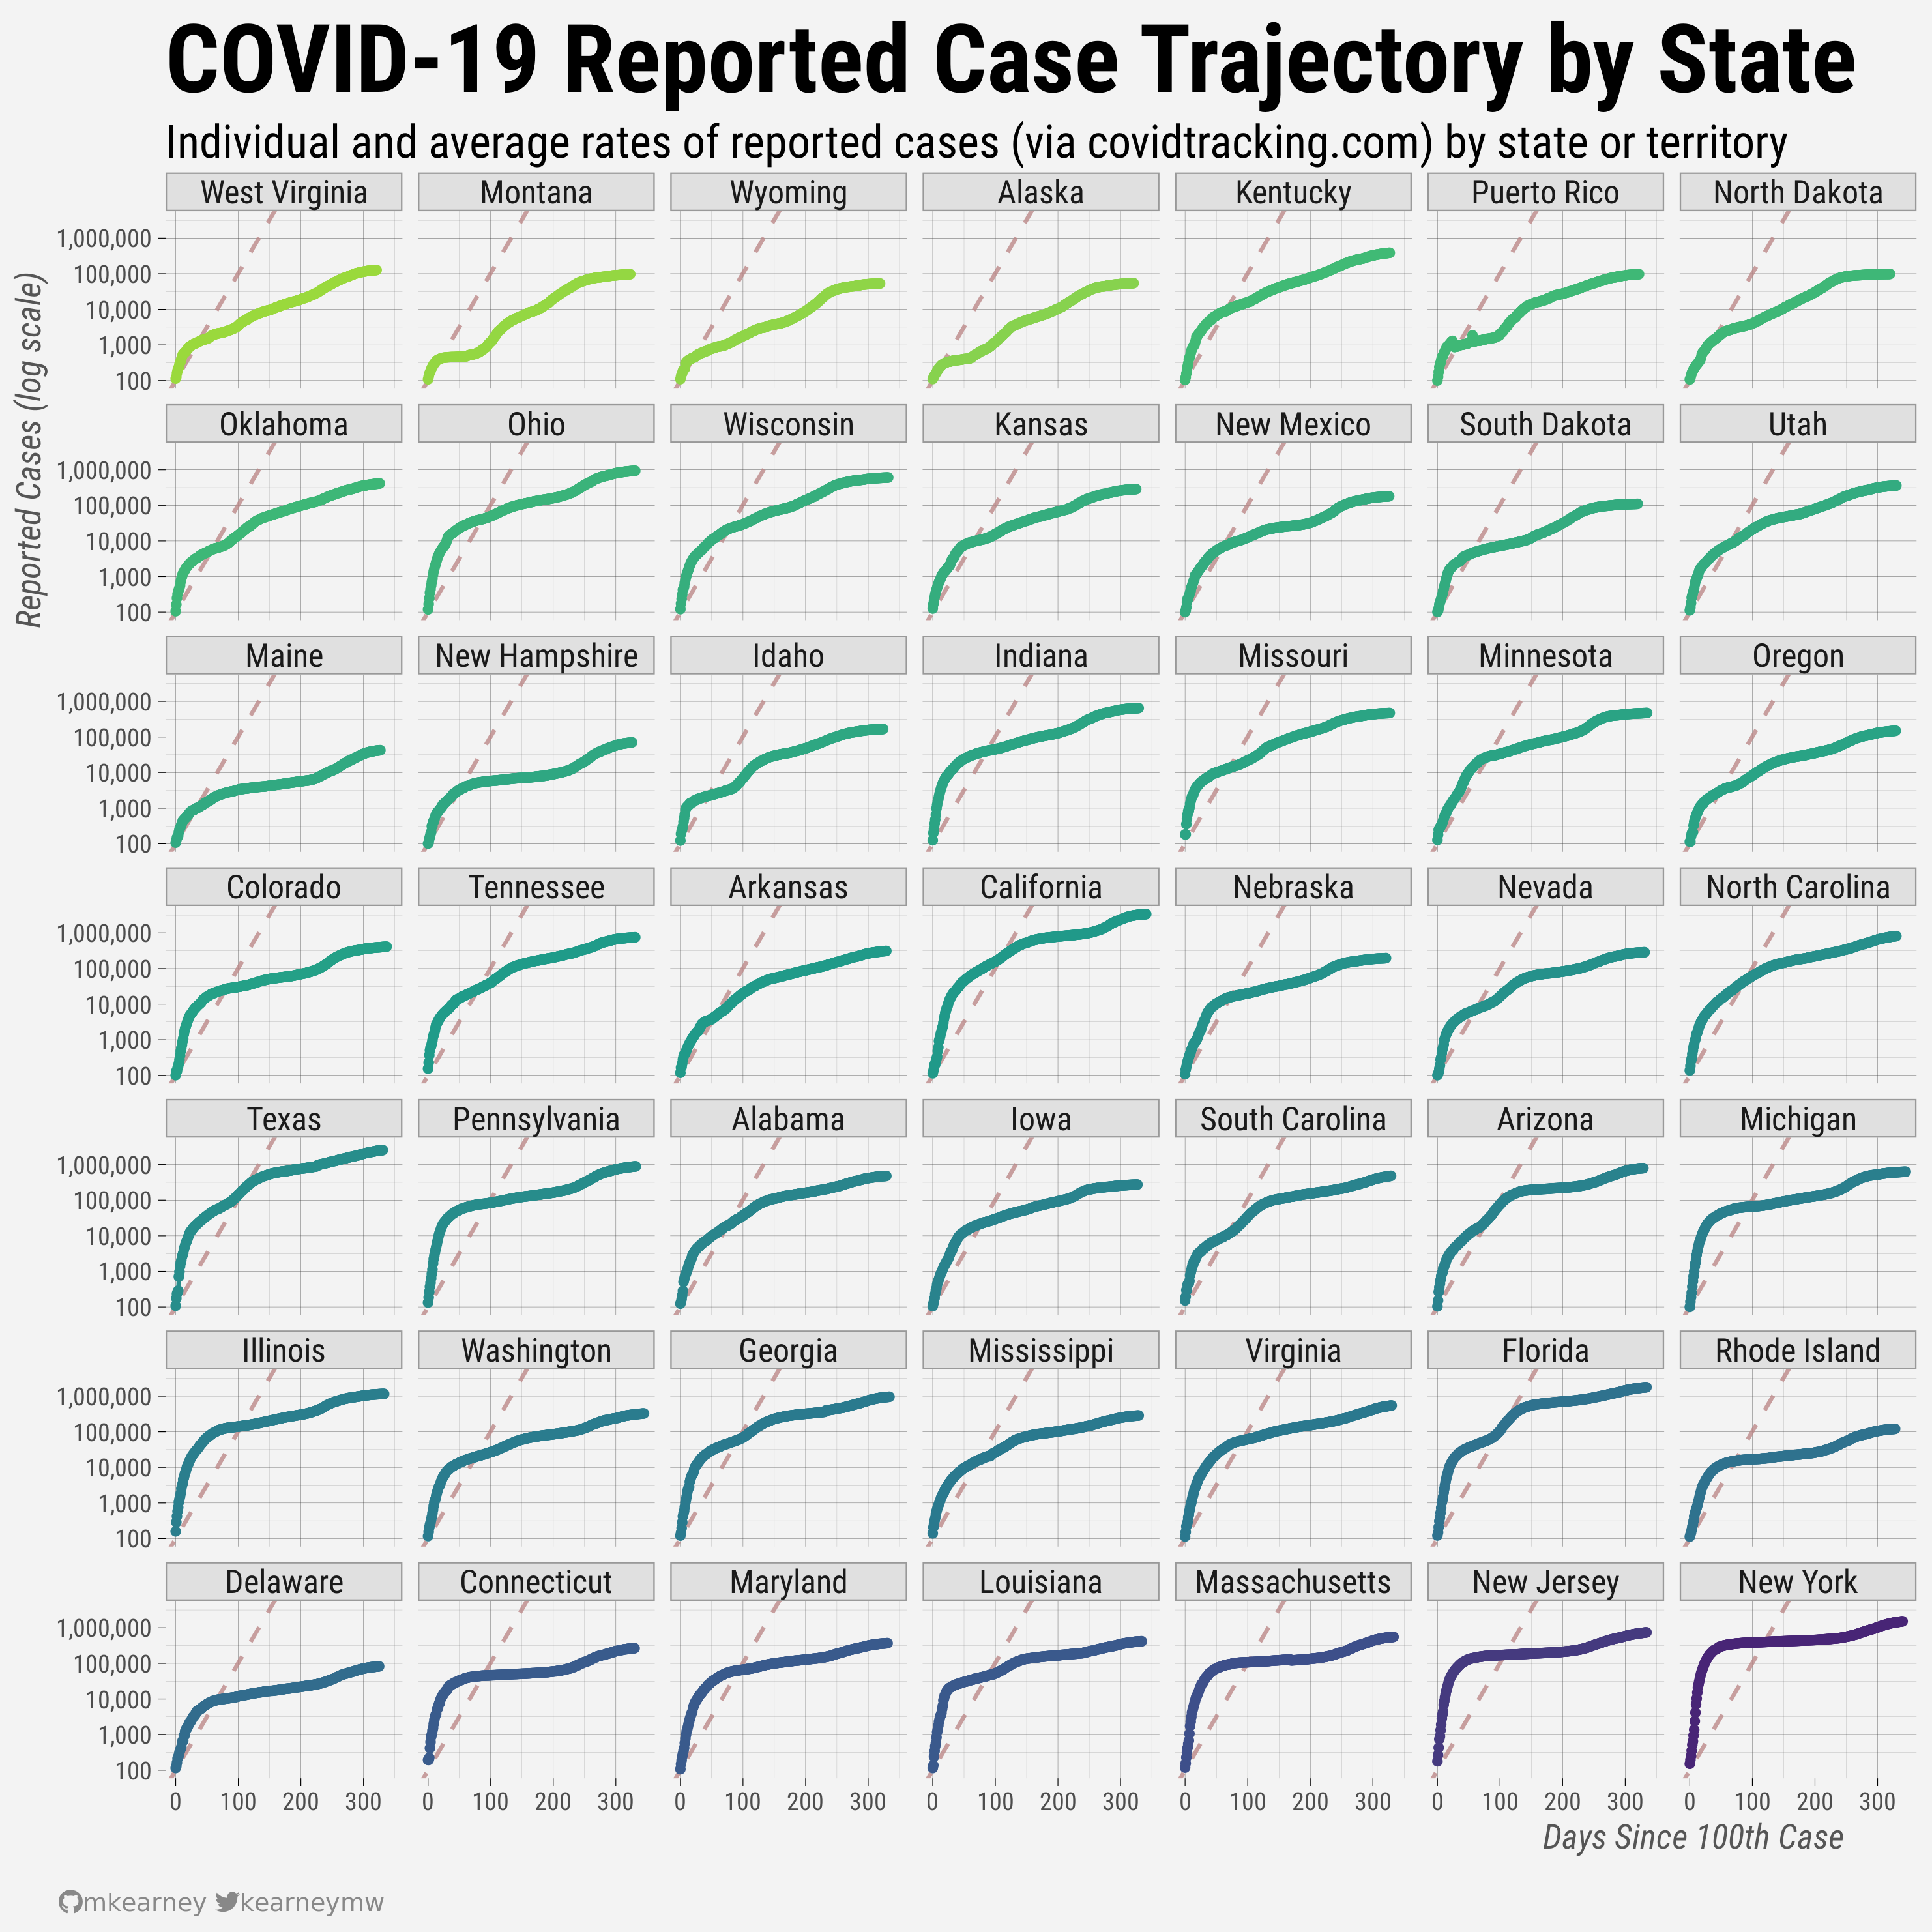 COVID-19 Reported Case Trajectory by State
Individual and average rates of reported cases (via covidtracking.com) by state or territory
Reported Cases (log scale)
West Virginia Montana Wyoming Alaska Kentucky Puerto Rico North Dakota
1,000,000
100,000
10,000
1,000
100
Oklahoma Ohio Wisconsin Kansas New Mexico South Dakota Utah
1,000,000
100,000
10,000
1,000
100
Maine New Hampshire Idaho Indiana Missouri Minnesota Oregon
1,000,000
100,000
10,000
1,000
100
Colorado Tennessee Arkansas California Nebraska Nevada North Carolina
1,000,000
100,000
10,000
1,000
100
Texas Pennsylvania Alabama Iowa South Carolina Arizona Michigan
1,000,000
100,000
10,000
1,000
100
Illinois Washington Georgia Mississippi Virginia Florida Rhode Island
1,000,000
100,000
10,000
1,000
100
Delaware Connecticut Maryland Louisiana Massachusetts New Jersey New York
1,000,000
100,000
10,000
1,000
100
0 100 200 300 0 100 200 300 0 100 200 300 0 100 200 300 0 100 200 300 0 100 200 300 0 100 200 300
Days Since 100th Case
mkearney kearneymw